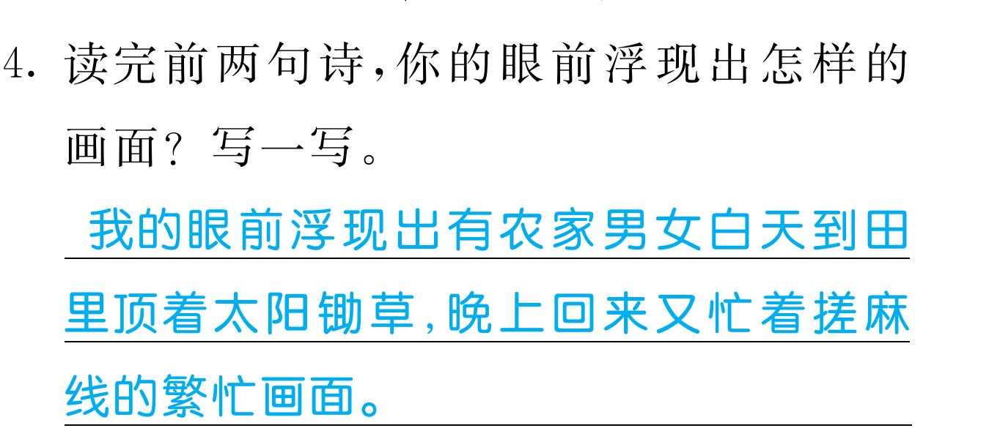 4. 读完前两句诗,你的眼前浮现出怎样的
画面? 写一写。
我的眼前浮现出有农家男女白天到田
里顶着太阳锄草,晚上回来又忙着搓麻
线的繁忙画面。